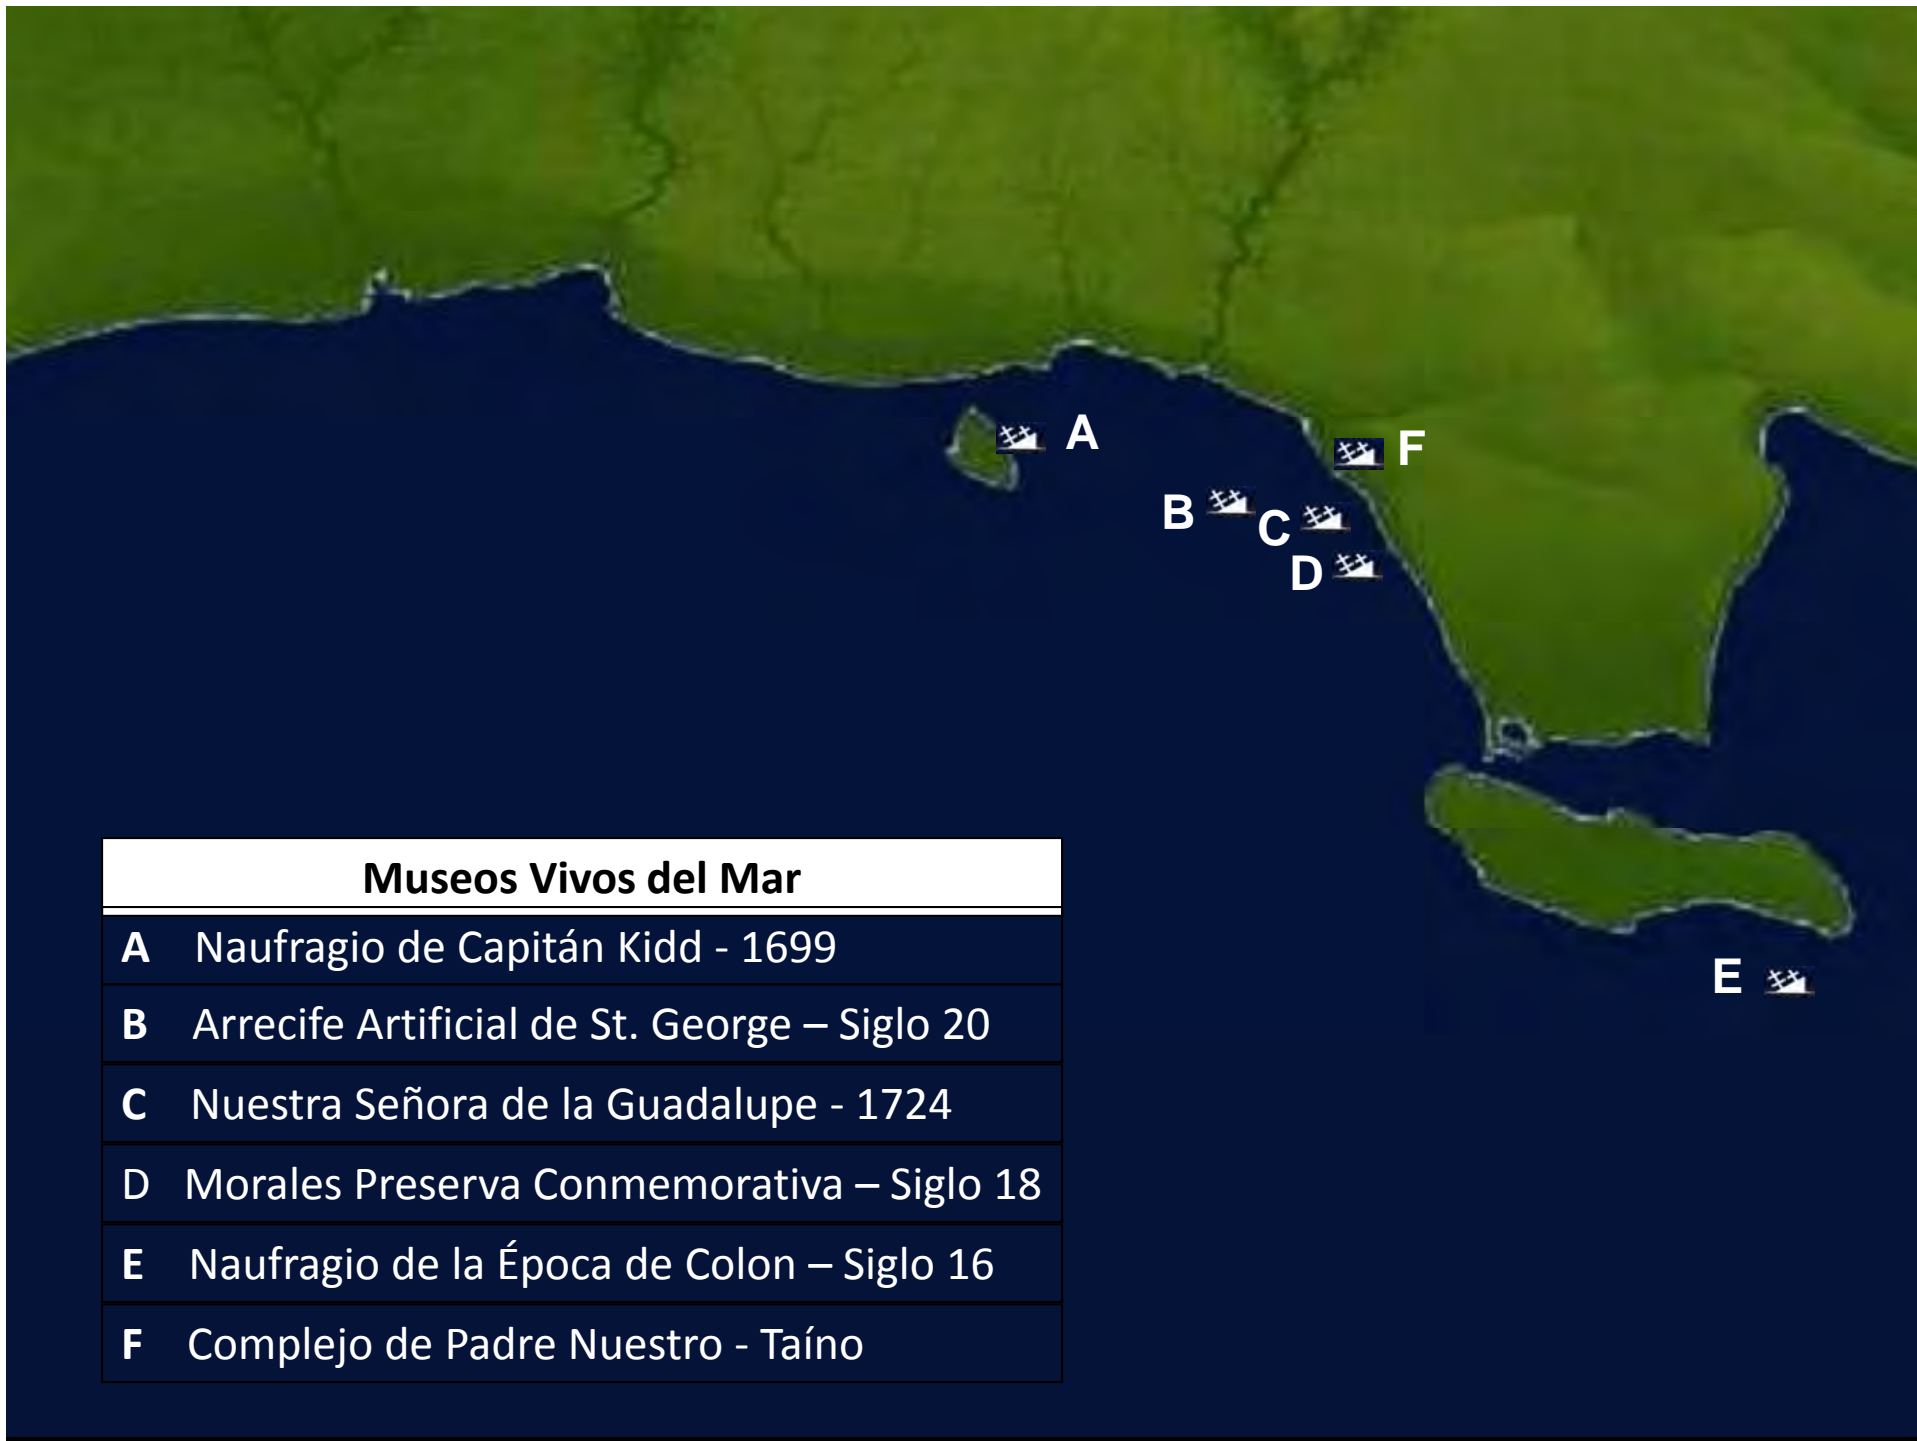 A
F
B
C
D
E
Museos Vivos del Mar
A Naufragio de Capitán Kidd - 1699
B Arrecife Artificial de St. George – Siglo 20
C Nuestra Señora de la Guadalupe - 1724
D Morales Preserva Conmemorativa – Siglo 18
E Naufragio de la Época de Colon – Siglo 16
F Complejo de Padre Nuestro - Taíno